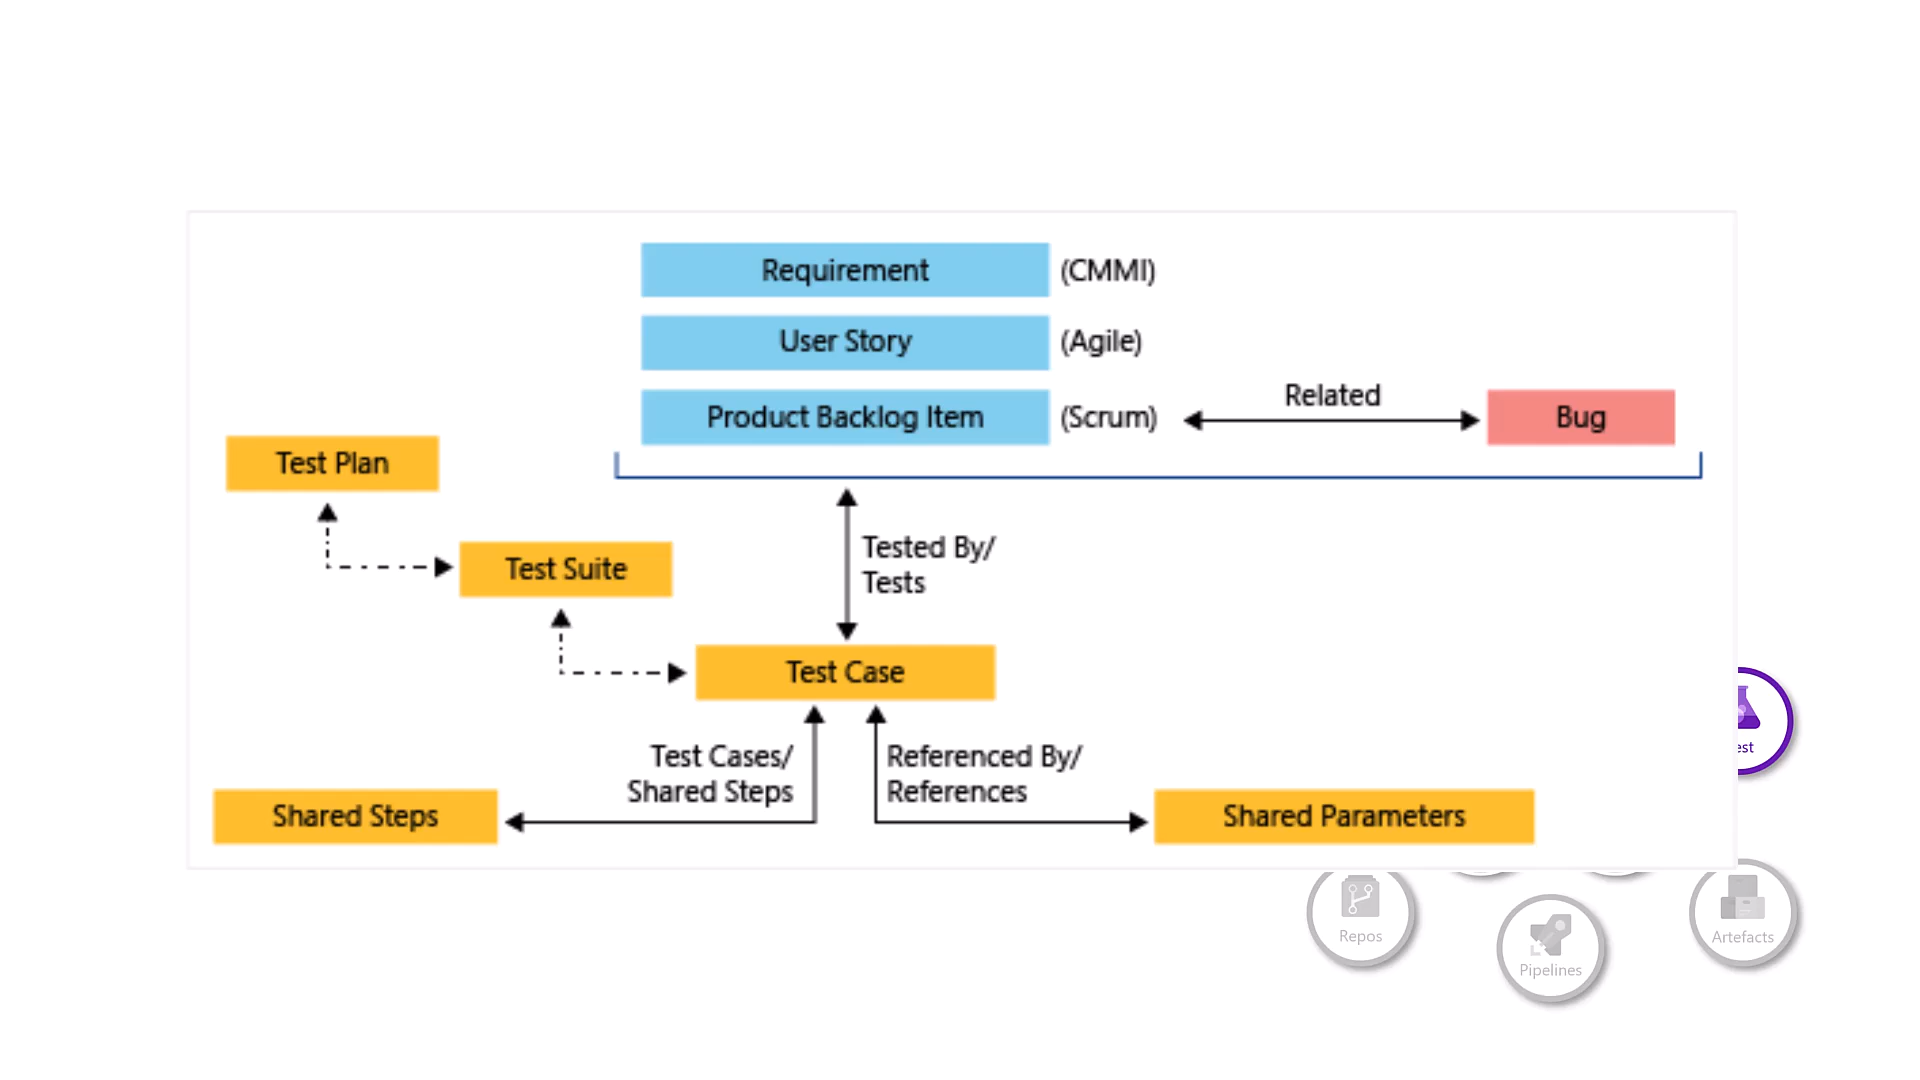 Requirement (CMMI)
User Story (Agile)
Product Backlog Item (Scrum)
Related
Bug
Test Plan
Test Suite
Tested By/
Tests
Test Case
Test Cases/
Shared Steps
Referenced By/
References
Shared Steps
Shared Parameters
est
Repos
Pipelines
Artefacts